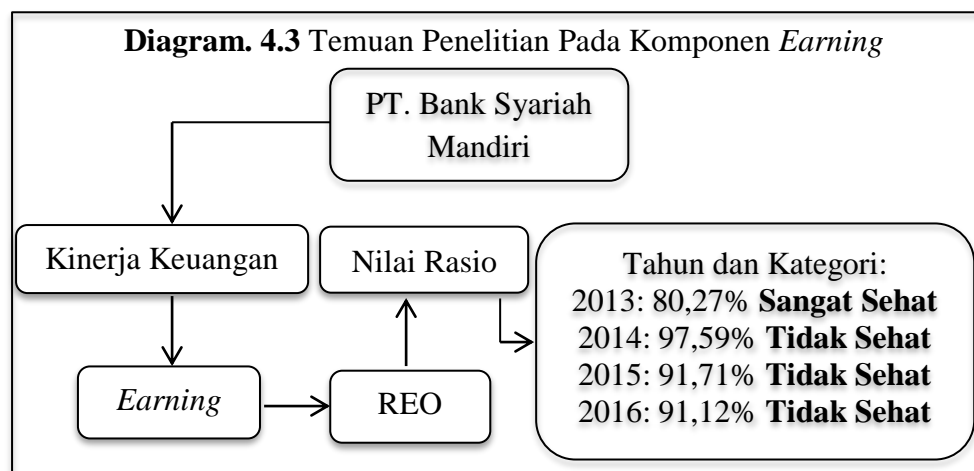 Diagram. 4.3 Temuan Penelitian Pada Komponen Earning
PT. Bank Syariah
Mandiri
Kinerja Keuangan
Nilai Rasio
Tahun dan Kategori:
2013: 80,27% Sangat Sehat
2014: 97,59% Tidak Sehat
2015: 91,71% Tidak Sehat
2016: 91,12% Tidak Sehat
Earning
REO